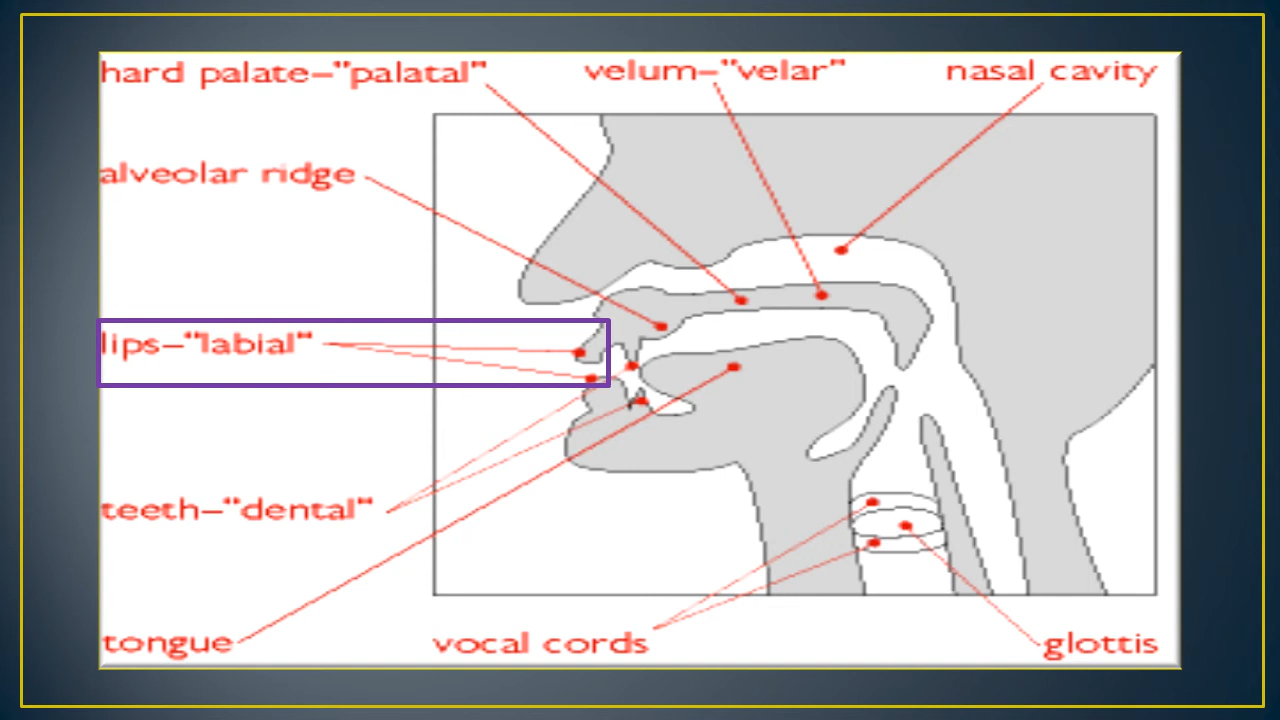 hard palate–"palatal"
velum–"velar"
nasal cavity
alveolar ridge
lips–"labial"
teeth–"dental"
tongue
vocal cords
glottis